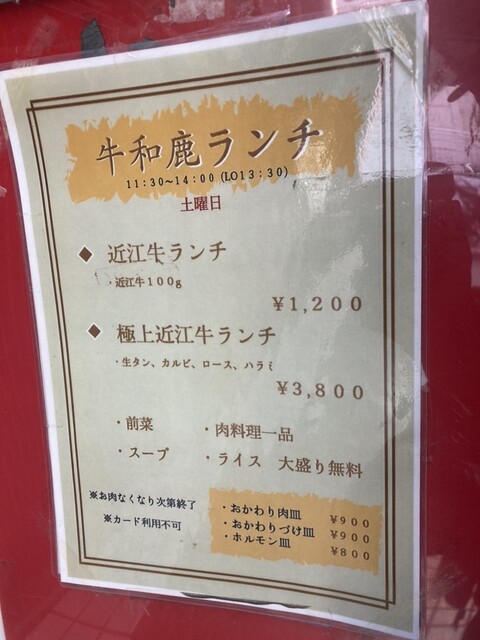 牛和鹿ランチ
11:30~14:00 (LO13:30)
土曜日
◆ 近江牛ランチ
・近江牛100g
¥1,200
◆ 極上近江牛ランチ
・生タン、カルビ、ロース、ハラミ
¥3,800
・前菜 ・肉料理一品
・スープ ・ライス 大盛り無料
※お肉なくなり次第終了
※カード利用不可
・おかわり肉皿 ¥900
・おかわりづけ皿 ¥900
・ホルモン皿 ¥800